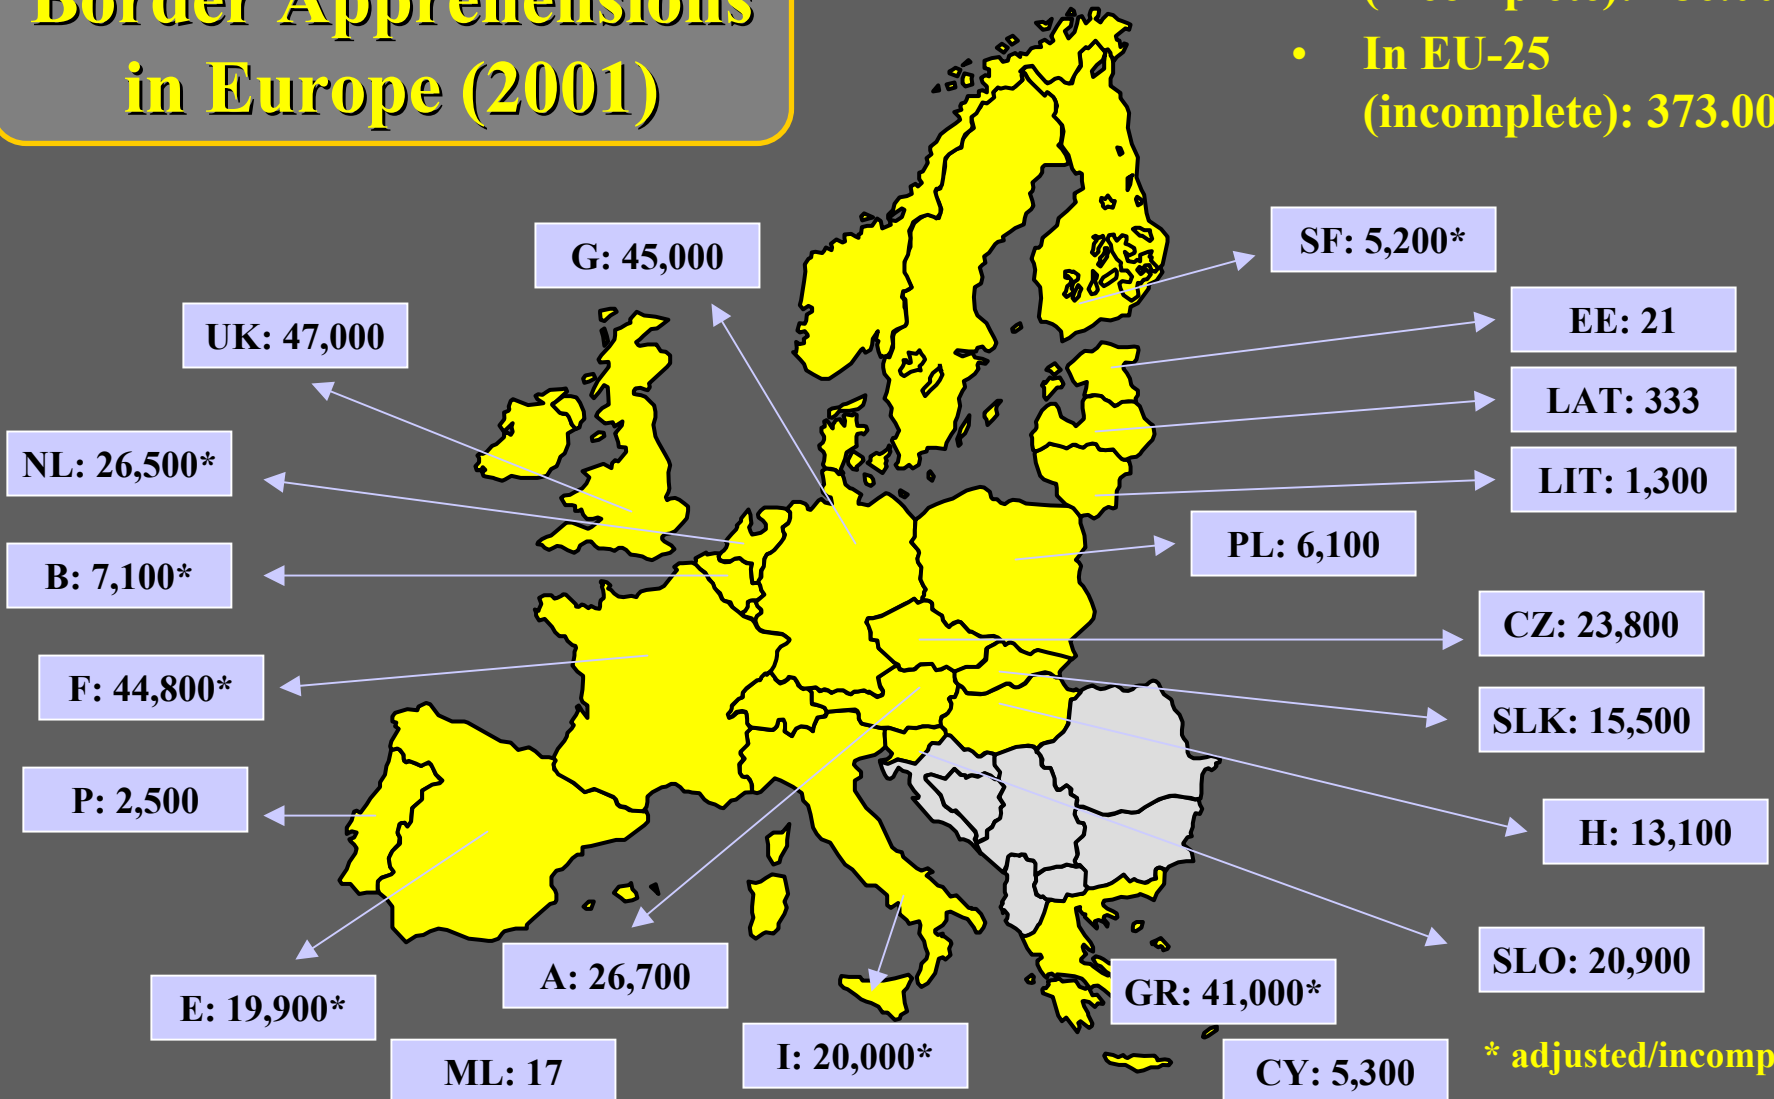 Border Apprehensions
in Europe (2001)
• In EU-25
(incomplete): 373.00
G: 45,000
SF: 5,200*
UK: 47,000
EE: 21
LAT: 333
NL: 26,500*
LIT: 1,300
PL: 6,100
B: 7,100*
CZ: 23,800
F: 44,800*
SLK: 15,500
P: 2,500
H: 13,100
SLO: 20,900
A: 26,700
GR: 41,000*
E: 19,900*
I: 20,000*
* adjusted/incomp
ML: 17
CY: 5,300